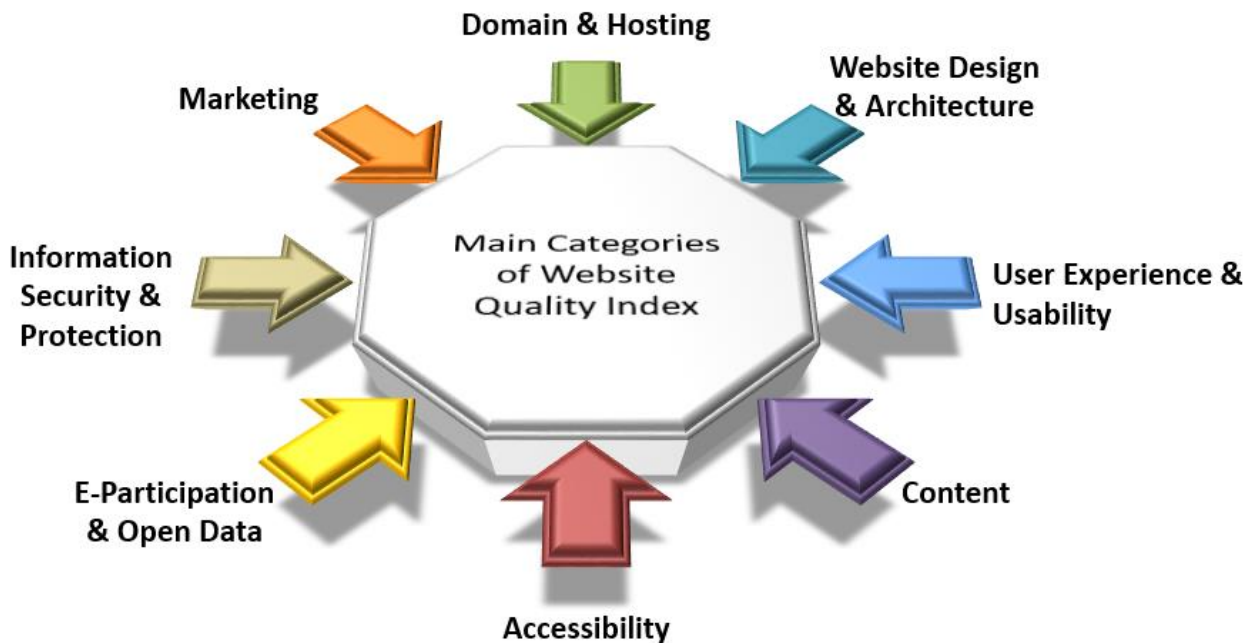 Domain & Hosting
Website Design
& Architecture
Marketing
Main Categories
of Website
Quality Index
Information
Security &
Protection
User Experience &
Usability
E-Participation
& Open Data
Content
Accessibility